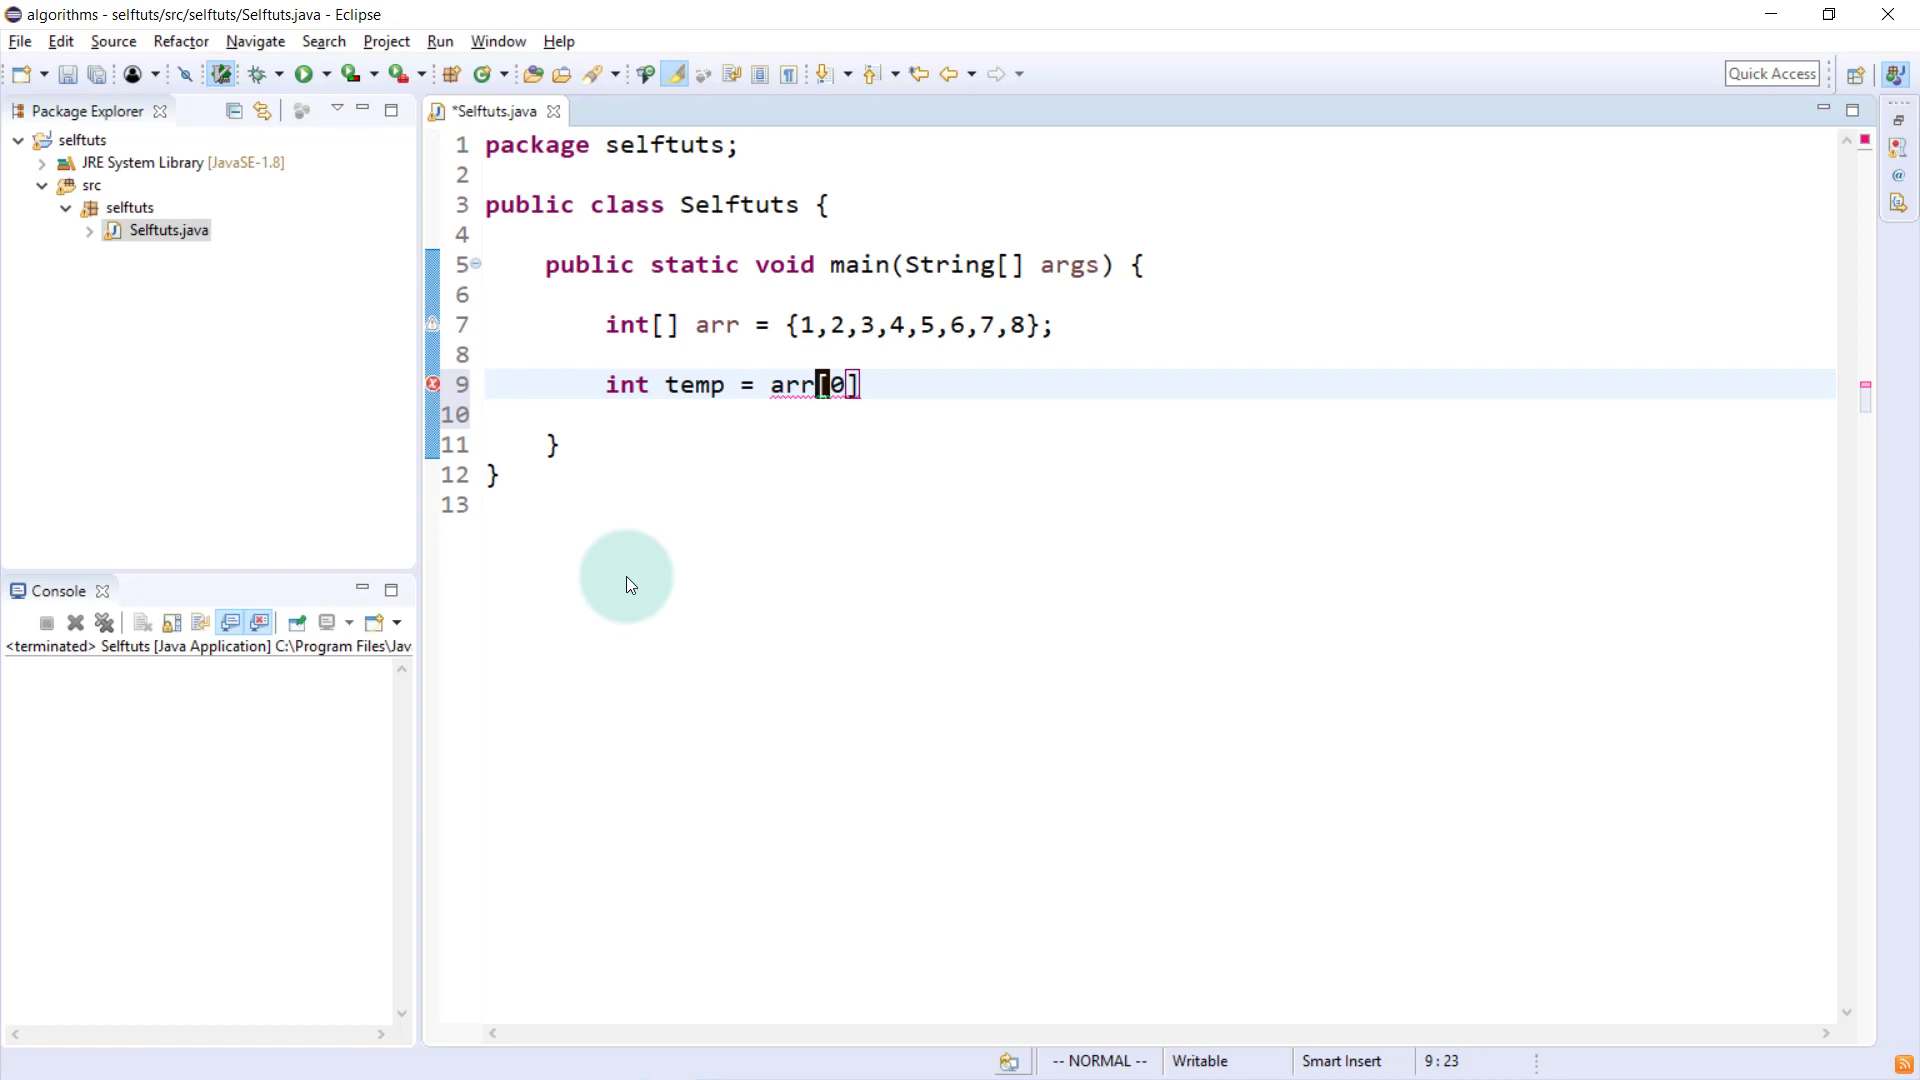 algorithms - selftuts/src/selftuts/Selftuts.java - Eclipse
File Edit Source Refactor Navigate Search Project Run Window Help
Quick Access
Package Explorer
*Selftuts.java
selftuts
JRE System Library [JavaSE-1.8]
src
selftuts
Selftuts.java
1 package selftuts;
2
3 public class Selftuts {
4
5 public static void main(String[] args) {
6
7 int[] arr = {1,2,3,4,5,6,7,8};
8
9 int temp = arr[0]
10
11 }
12 }
13
Console
<terminated> Selftuts [Java Application] C:\Program Files\Jav
-- NORMAL -- Writable Smart Insert 9 : 23